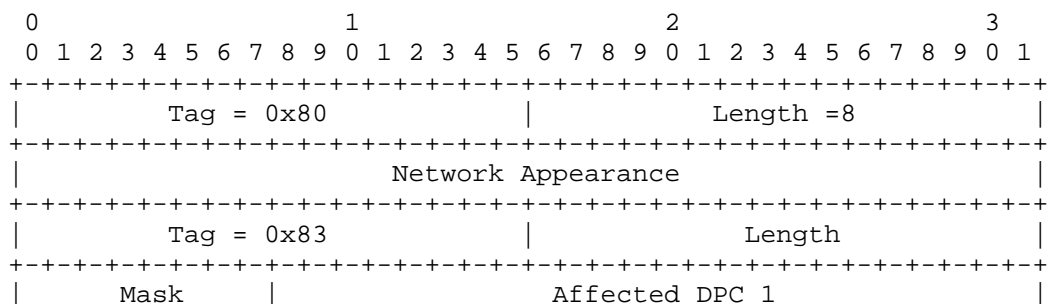 0                   1                   2                   3
 0 1 2 3 4 5 6 7 8 9 0 1 2 3 4 5 6 7 8 9 0 1 2 3 4 5 6 7 8 9 0 1
+-+-+-+-+-+-+-+-+-+-+-+-+-+-+-+-+-+-+-+-+-+-+-+-+-+-+-+-+-+-+-+-+
|         Tag = 0x80            |           Length =8           |
+-+-+-+-+-+-+-+-+-+-+-+-+-+-+-+-+-+-+-+-+-+-+-+-+-+-+-+-+-+-+-+-+
|                       Network Appearance                      |
+-+-+-+-+-+-+-+-+-+-+-+-+-+-+-+-+-+-+-+-+-+-+-+-+-+-+-+-+-+-+-+-+
|         Tag = 0x83            |             Length            |
+-+-+-+-+-+-+-+-+-+-+-+-+-+-+-+-+-+-+-+-+-+-+-+-+-+-+-+-+-+-+-+-+
|      Mask     |                 Affected DPC 1                |